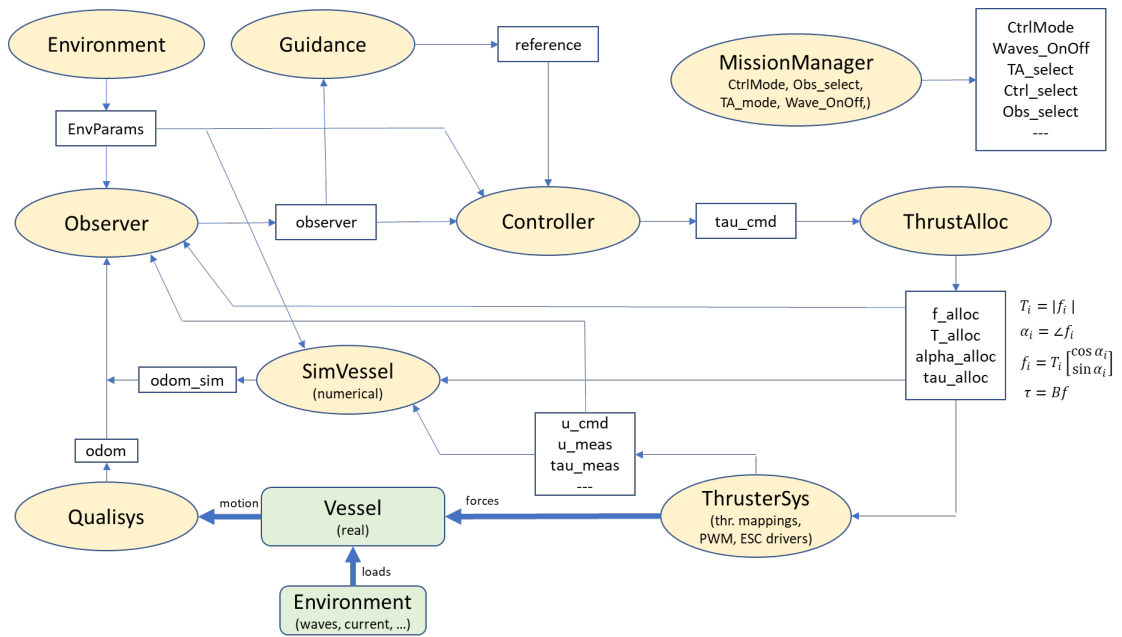 Environment
Guidance
reference
MissionManager
CtrlMode, Obs_select,
TA_mode, Wave_OnOff,)
CtrlMode
Waves_OnOff
TA_select
Ctrl_select
Obs_select
---
EnvParams
Observer
observer
Controller
tau_cmd
ThrustAlloc
f_alloc
T_alloc
alpha_alloc
tau_alloc
T_i = |f_i |
α_i = ∠f_i
f_i = T_i [cos α_i
sin α_i]
τ = Bf
SimVessel
(numerical)
odom_sim
u_cmd
u_meas
tau_meas
---
odom
Qualisys
motion
Vessel
(real)
forces
ThrusterSys
(thr. mappings,
PWM, ESC drivers)
loads
Environment
(waves, current, ...)